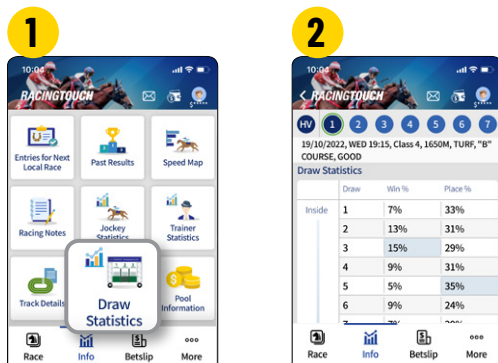 1
10:04
RACINGTOUCH
Entries for Next
Local Race
Past Results
Speed Map
Racing Notes
Jockey
Statistics
Trainer
Statistics
Track Details
Draw
Statistics
Pool
Information
Race
Info
Betslip
More
2
10:04
RACINGTOUCH
HV 1 2 3 4 5 6 7
19/10/2022, WED 19:15, Class 4, 1650M, TURF, "B"
COURSE, GOOD
Draw Statistics
Draw Win % Place %
Inside 1 7% 33%
2 13% 31%
3 15% 29%
4 9% 31%
5 5% 35%
6 9% 24%
Race Info Betslip More